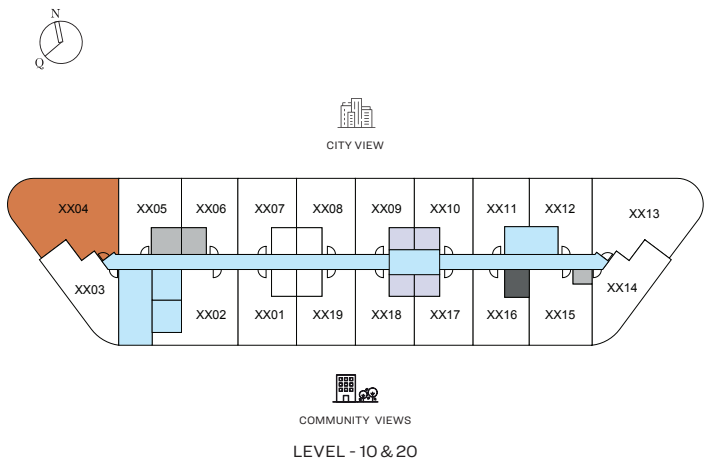 N
Q
CITY VIEW
XX04 XX05 XX06 XX07 XX08 XX09 XX10 XX11 XX12 XX13
XX03 XX02 XX01 XX19 XX18 XX17 XX16 XX15 XX14
COMMUNITY VIEWS
LEVEL - 10 & 20